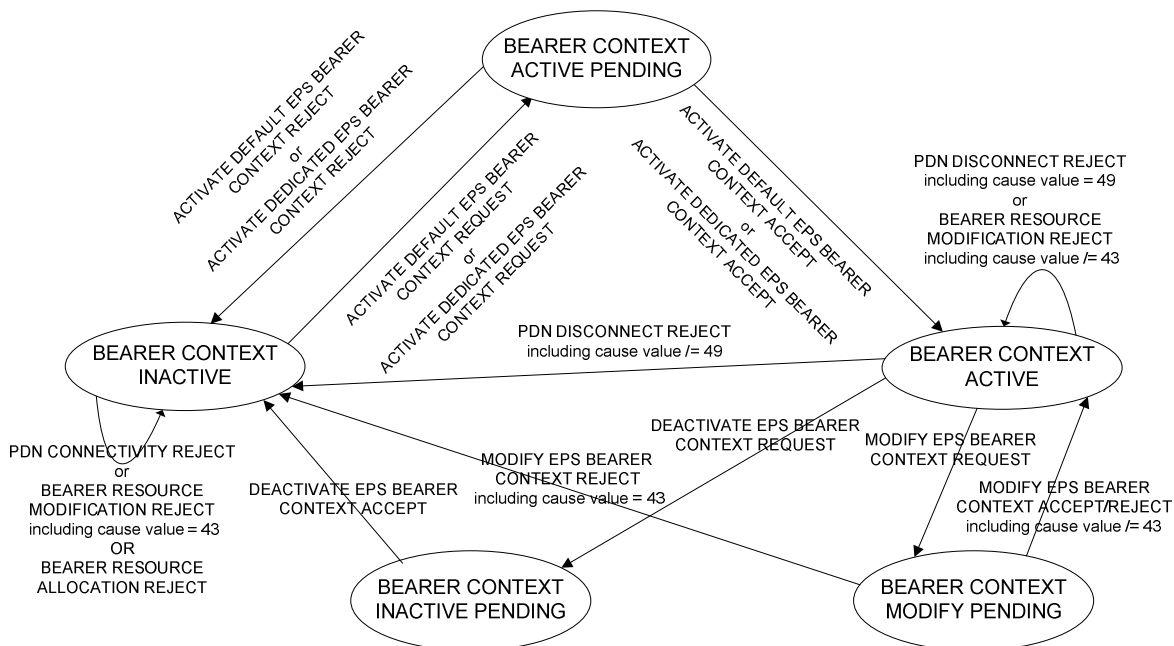 BEARER CONTEXT
ACTIVE PENDING
ACTIVATE DEFAULT EPS BEARER
CONTEXT REJECT
or
ACTIVATE DEDICATED EPS BEARER
CONTEXT REJECT
ACTIVATE DEFAULT EPS BEARER
CONTEXT REQUEST
or
ACTIVATE DEDICATED EPS BEARER
CONTEXT REQUEST
ACTIVATE DEFAULT EPS BEARER
CONTEXT ACCEPT
or
ACTIVATE DEDICATED EPS BEARER
CONTEXT ACCEPT
PDN DISCONNECT REJECT
including cause value = 49
or
BEARER RESOURCE
MODIFICATION REJECT
including cause value /= 43
BEARER CONTEXT
INACTIVE
PDN DISCONNECT REJECT
including cause value /= 49
BEARER CONTEXT
ACTIVE
PDN CONNECTIVITY REJECT
or
BEARER RESOURCE
MODIFICATION REJECT
including cause value = 43
OR
BEARER RESOURCE
ALLOCATION REJECT
DEACTIVATE EPS BEARER
CONTEXT ACCEPT
MODIFY EPS BEARER
CONTEXT REJECT
including cause value = 43
DEACTIVATE EPS BEARER
CONTEXT REQUEST
MODIFY EPS BEARER
CONTEXT REQUEST
MODIFY EPS BEARER
CONTEXT ACCEPT/REJECT
including cause value /= 43
BEARER CONTEXT
INACTIVE PENDING
BEARER CONTEXT
MODIFY PENDING